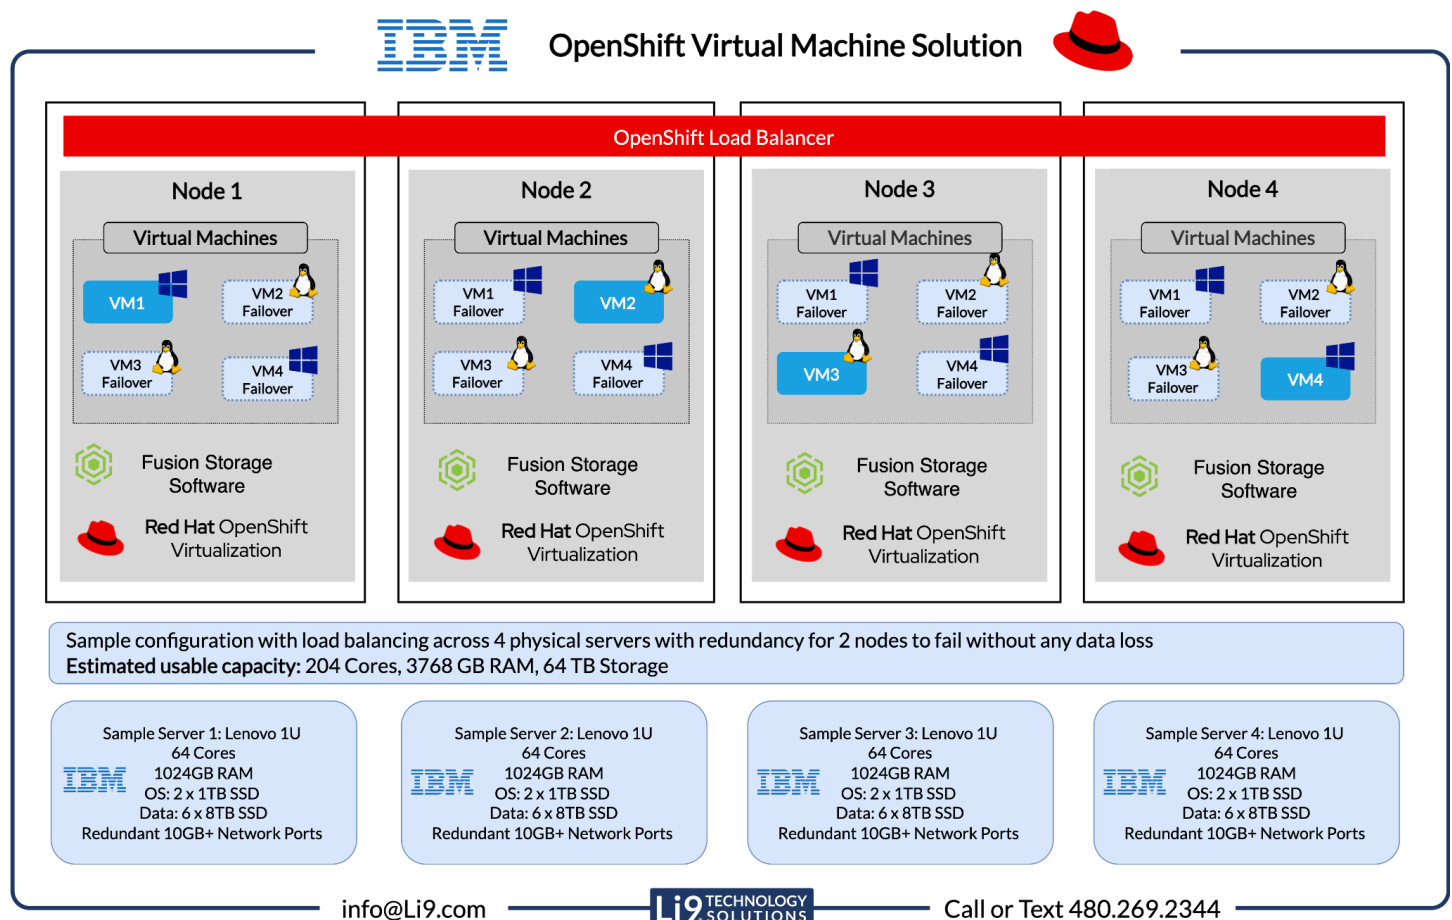 IBM
OpenShift Virtual Machine Solution
OpenShift Load Balancer
Node 1
Virtual Machines
VM1
VM2
Failover
VM3
Failover
VM4
Failover
Fusion Storage
Software
Red Hat OpenShift
Virtualization
Node 2
Virtual Machines
VM1
Failover
VM2
VM3
Failover
VM4
Failover
Fusion Storage
Software
Red Hat OpenShift
Virtualization
Node 3
Virtual Machines
VM1
Failover
VM2
Failover
VM3
VM4
Failover
Fusion Storage
Software
Red Hat OpenShift
Virtualization
Node 4
Virtual Machines
VM1
Failover
VM2
Failover
VM3
Failover
VM4
Fusion Storage
Software
Red Hat OpenShift
Virtualization
Sample configuration with load balancing across 4 physical servers with redundancy for 2 nodes to fail without any data loss
Estimated usable capacity: 204 Cores, 3768 GB RAM, 64 TB Storage
Sample Server 1: Lenovo 1U
64 Cores
IBM
1024GB RAM
OS: 2 x 1TB SSD
Data: 6 x 8TB SSD
Redundant 10GB+ Network Ports
Sample Server 2: Lenovo 1U
64 Cores
IBM
1024GB RAM
OS: 2 x 1TB SSD
Data: 6 x 8TB SSD
Redundant 10GB+ Network Ports
Sample Server 3: Lenovo 1U
64 Cores
IBM
1024GB RAM
OS: 2 x 1TB SSD
Data: 6 x 8TB SSD
Redundant 10GB+ Network Ports
Sample Server 4: Lenovo 1U
64 Cores
IBM
1024GB RAM
OS: 2 x 1TB SSD
Data: 6 x 8TB SSD
Redundant 10GB+ Network Ports
info@Li9.com
Li9 TECHNOLOGY
SOLUTIONS
Call or Text 480.269.2344